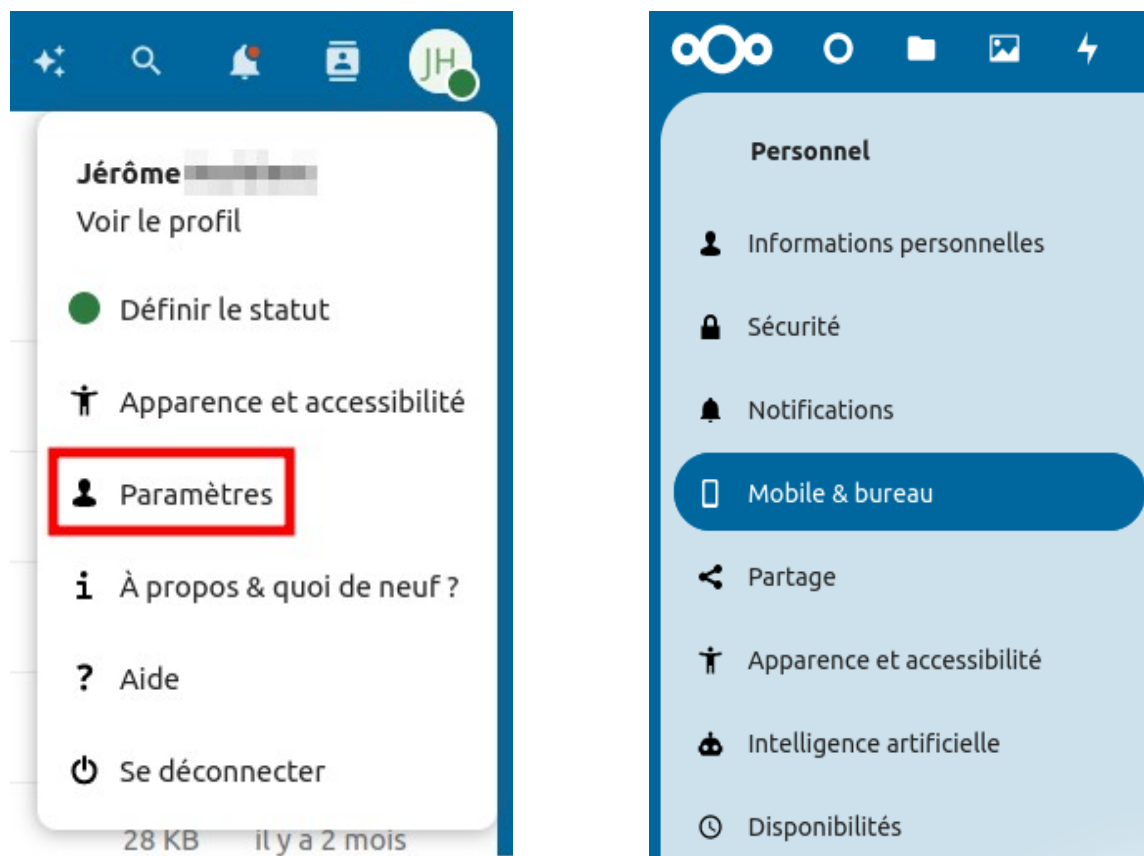 JH
Jérôme
Voir le profil
Définir le statut
Apparence et accessibilité
Paramètres
À propos & quoi de neuf ?
Aide
Se déconnecter
28 KB il y a 2 mois
Personnel
Informations personnelles
Sécurité
Notifications
Mobile & bureau
Partage
Apparence et accessibilité
Intelligence artificielle
Disponibilités